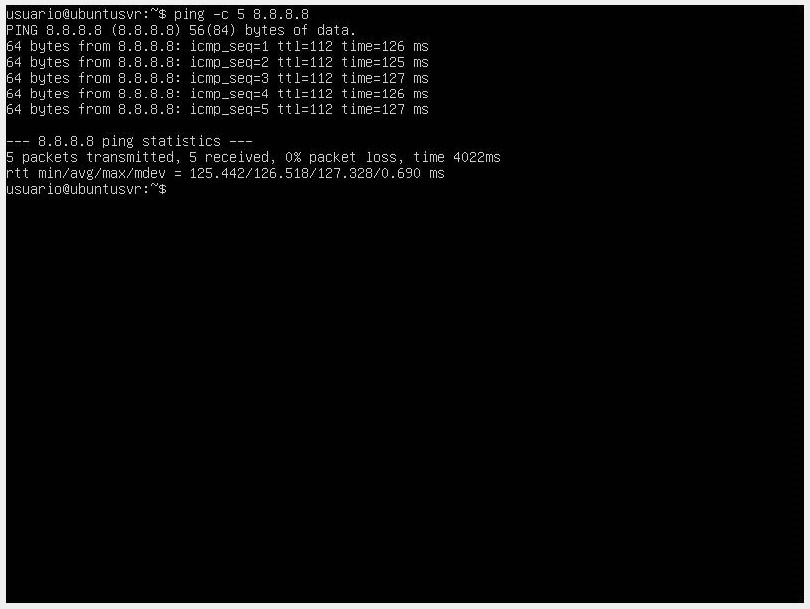 usuario@ubuntusvr:~$ ping -c 5 8.8.8.8
PING 8.8.8.8 (8.8.8.8) 56(84) bytes of data.
64 bytes from 8.8.8.8: icmp_seq=1 ttl=112 time=126 ms
64 bytes from 8.8.8.8: icmp_seq=2 ttl=112 time=125 ms
64 bytes from 8.8.8.8: icmp_seq=3 ttl=112 time=127 ms
64 bytes from 8.8.8.8: icmp_seq=4 ttl=112 time=126 ms
64 bytes from 8.8.8.8: icmp_seq=5 ttl=112 time=127 ms
--- 8.8.8.8 ping statistics ---
5 packets transmitted, 5 received, 0% packet loss, time 4022ms
rtt min/avg/max/mdev = 125.442/126.518/127.328/0.690 ms
usuario@ubuntusvr:~$